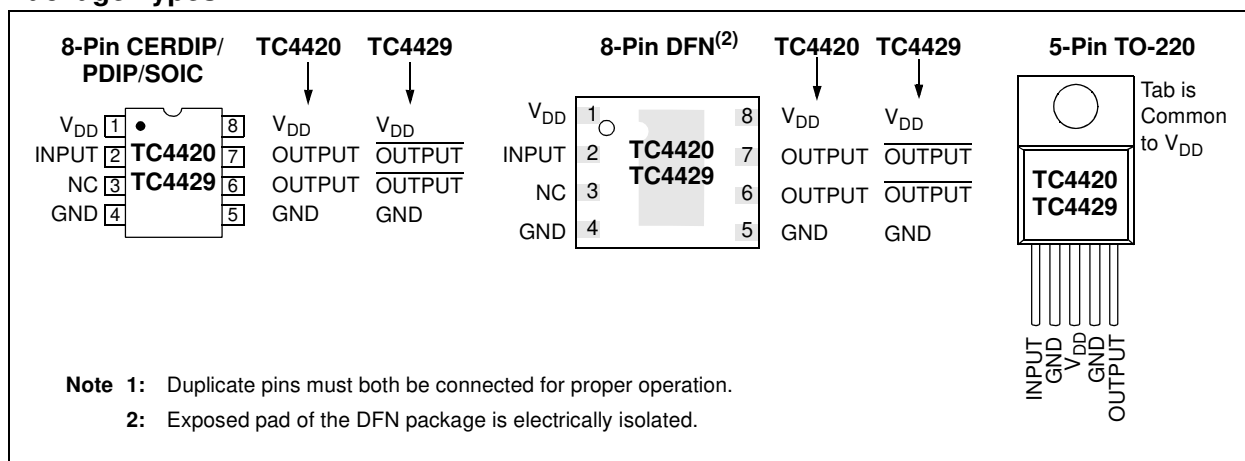 8-Pin CERDIP/
PDIP/SOIC
TC4420 TC4429
VDD 1 8 VDD VDD
INPUT 2 TC4420 7 OUTPUT OUTPUT
NC 3 TC4429 6 OUTPUT OUTPUT
GND 4 5 GND GND
8-Pin DFN(2)
TC4420 TC4429
VDD 1 8 VDD VDD
INPUT 2 TC4420 7 OUTPUT OUTPUT
TC4429
NC 3 6 OUTPUT OUTPUT
GND 4 5 GND GND
5-Pin TO-220
Tab is
Common
to VDD
TC4420
TC4429
INPUT
GND
VDD
GND
OUTPUT
Note 1: Duplicate pins must both be connected for proper operation.
2: Exposed pad of the DFN package is electrically isolated.